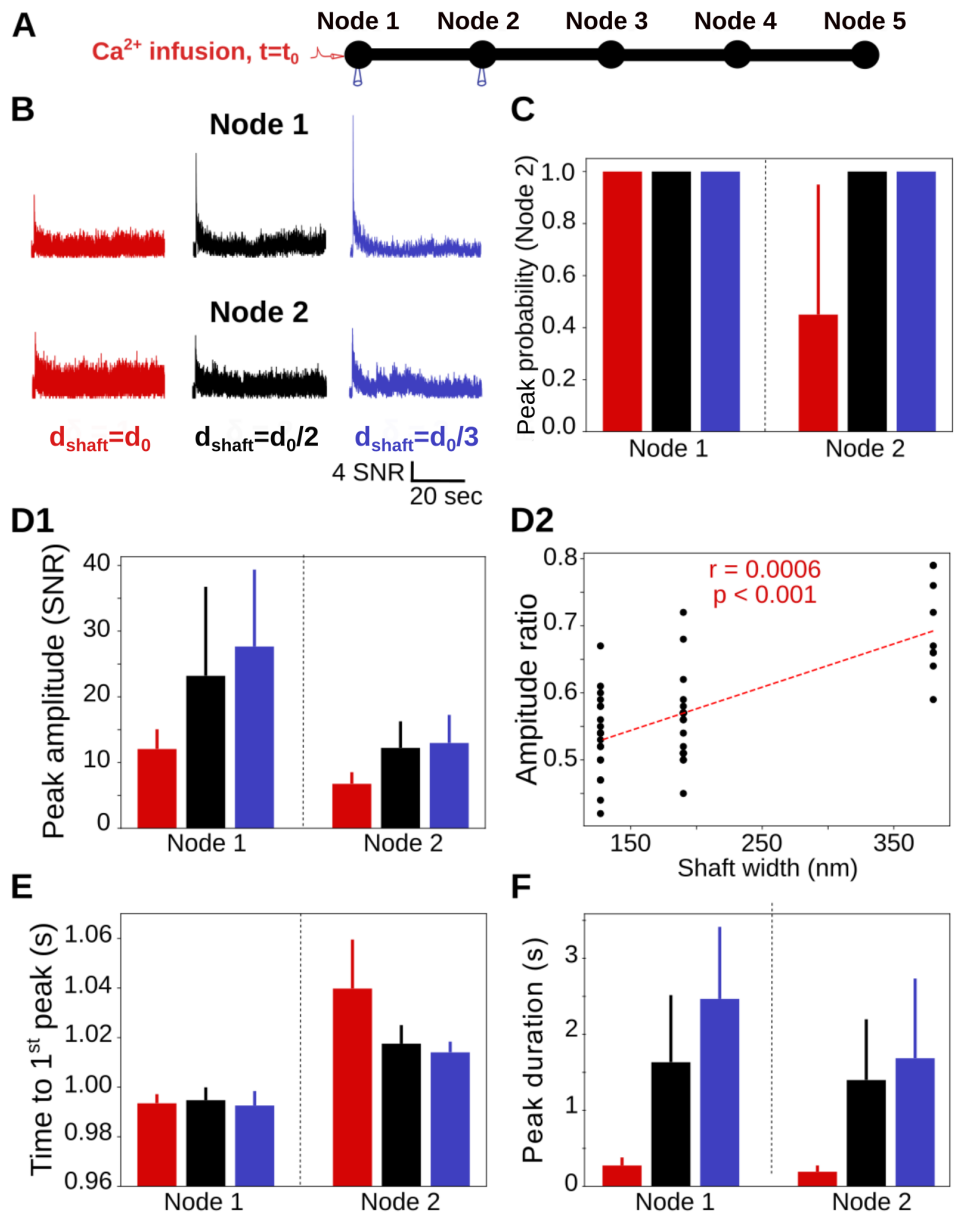 A
Node 1 Node 2 Node 3 Node 4 Node 5
Ca2+ infusion, t=t0
B
Node 1
Node 2
dshaft=d0 dshaft=d0/2 dshaft=d0/3
4 SNR
20 sec
C
Peak probability (Node 2)
1.0
0.8
0.6
0.4
0.2
0.0
Node 1 Node 2
D1
Peak amplitude (SNR)
40
30
20
10
0
Node 1 Node 2
D2
Ampitude ratio
0.8
0.7
0.6
0.5
r = 0.0006
p < 0.001
150 250 350
Shaft width (nm)
E
Time to 1st peak (s)
1.06
1.04
1.02
1.00
0.98
0.96
Node 1 Node 2
F
Peak duration (s)
3
2
1
0
Node 1 Node 2